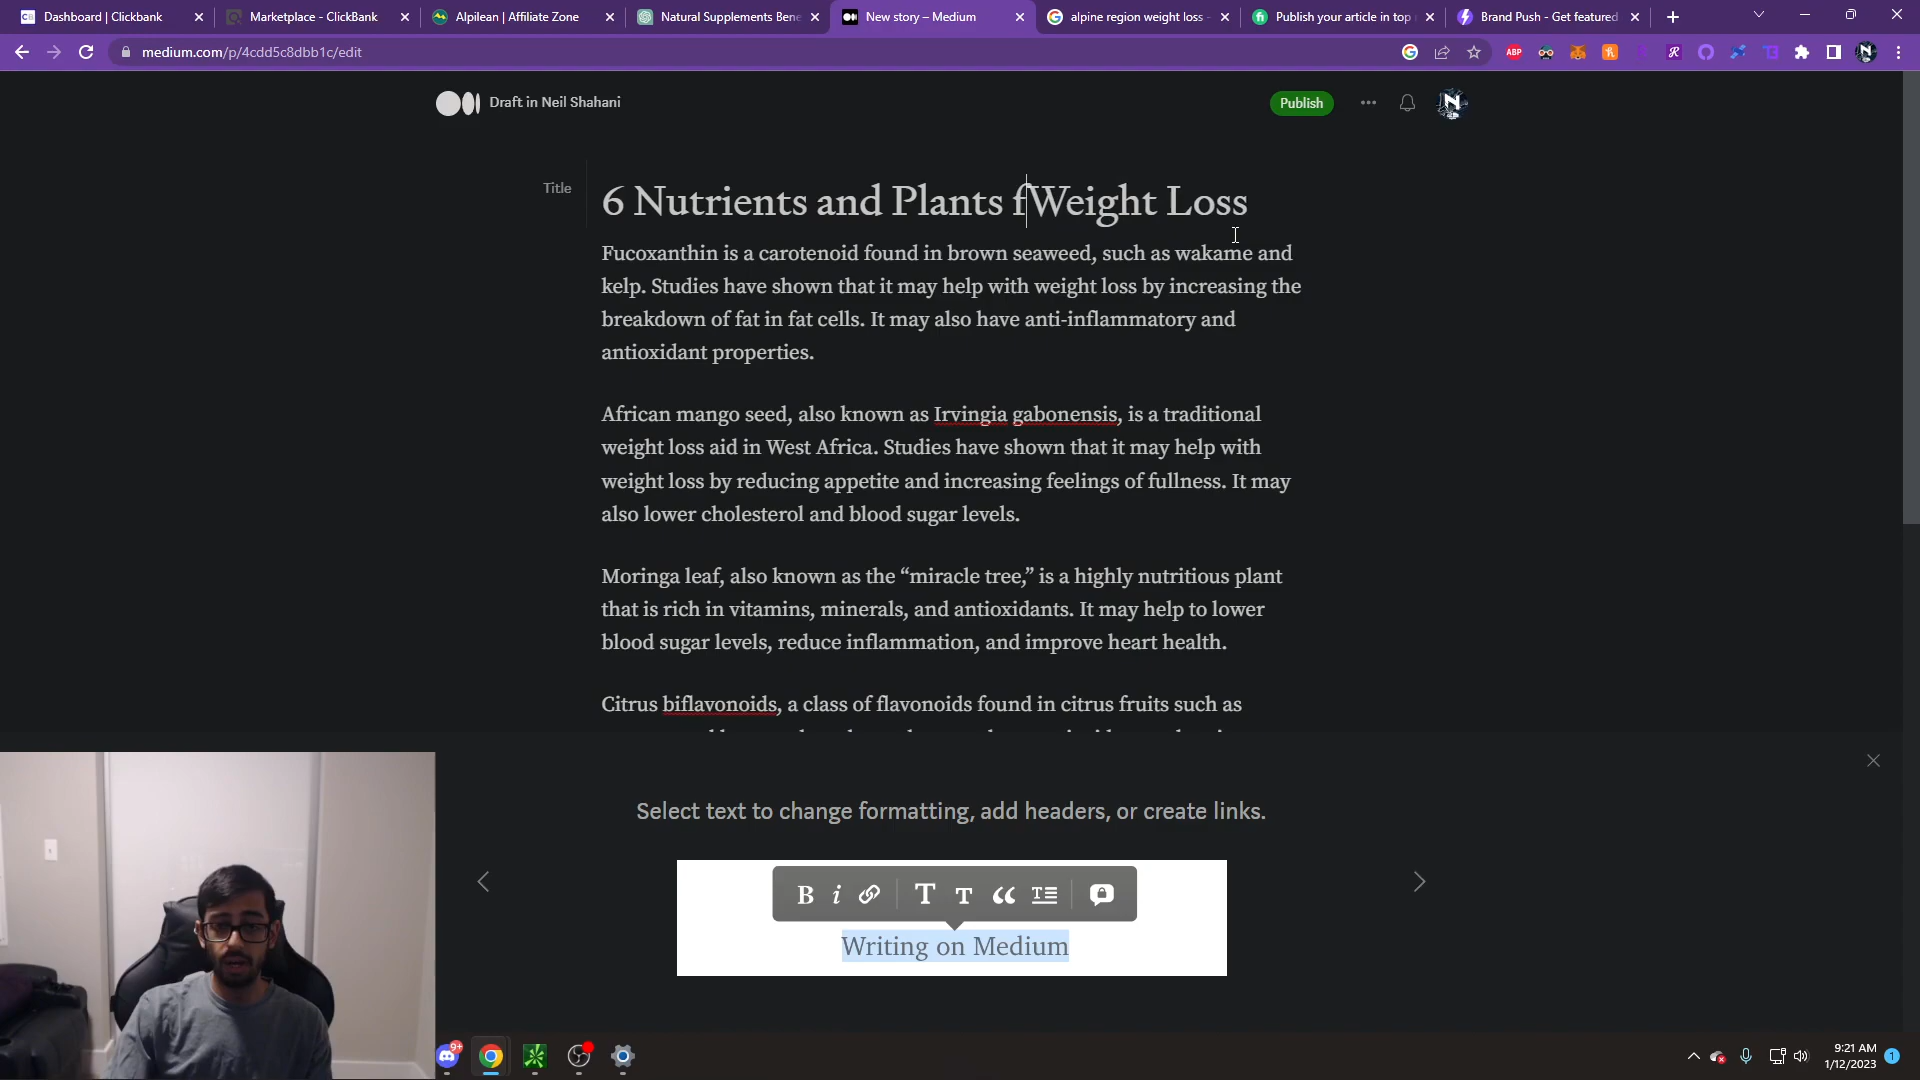 Dashboard | Clickbank
Marketplace - ClickBank
Alpilean | Affiliate Zone
Natural Supplements Bene
New story – Medium
alpine region weight loss -
Publish your article in top
Brand Push - Get featured
medium.com/p/4cdd5c8dbb1c/edit
ABP
Draft in Neil Shahani
Publish
Title
6 Nutrients and Plants fWeight Loss
Fucoxanthin is a carotenoid found in brown seaweed, such as wakame and
kelp. Studies have shown that it may help with weight loss by increasing the
breakdown of fat in fat cells. It may also have anti-inflammatory and
antioxidant properties.
African mango seed, also known as Irvingia gabonensis, is a traditional
weight loss aid in West Africa. Studies have shown that it may help with
weight loss by reducing appetite and increasing feelings of fullness. It may
also lower cholesterol and blood sugar levels.
Moringa leaf, also known as the “miracle tree,” is a highly nutritious plant
that is rich in vitamins, minerals, and antioxidants. It may help to lower
blood sugar levels, reduce inflammation, and improve heart health.
Citrus biflavonoids, a class of flavonoids found in citrus fruits such as
Select text to change formatting, add headers, or create links.
B i T T
Writing on Medium
9+
9:21 AM
1/12/2023
1